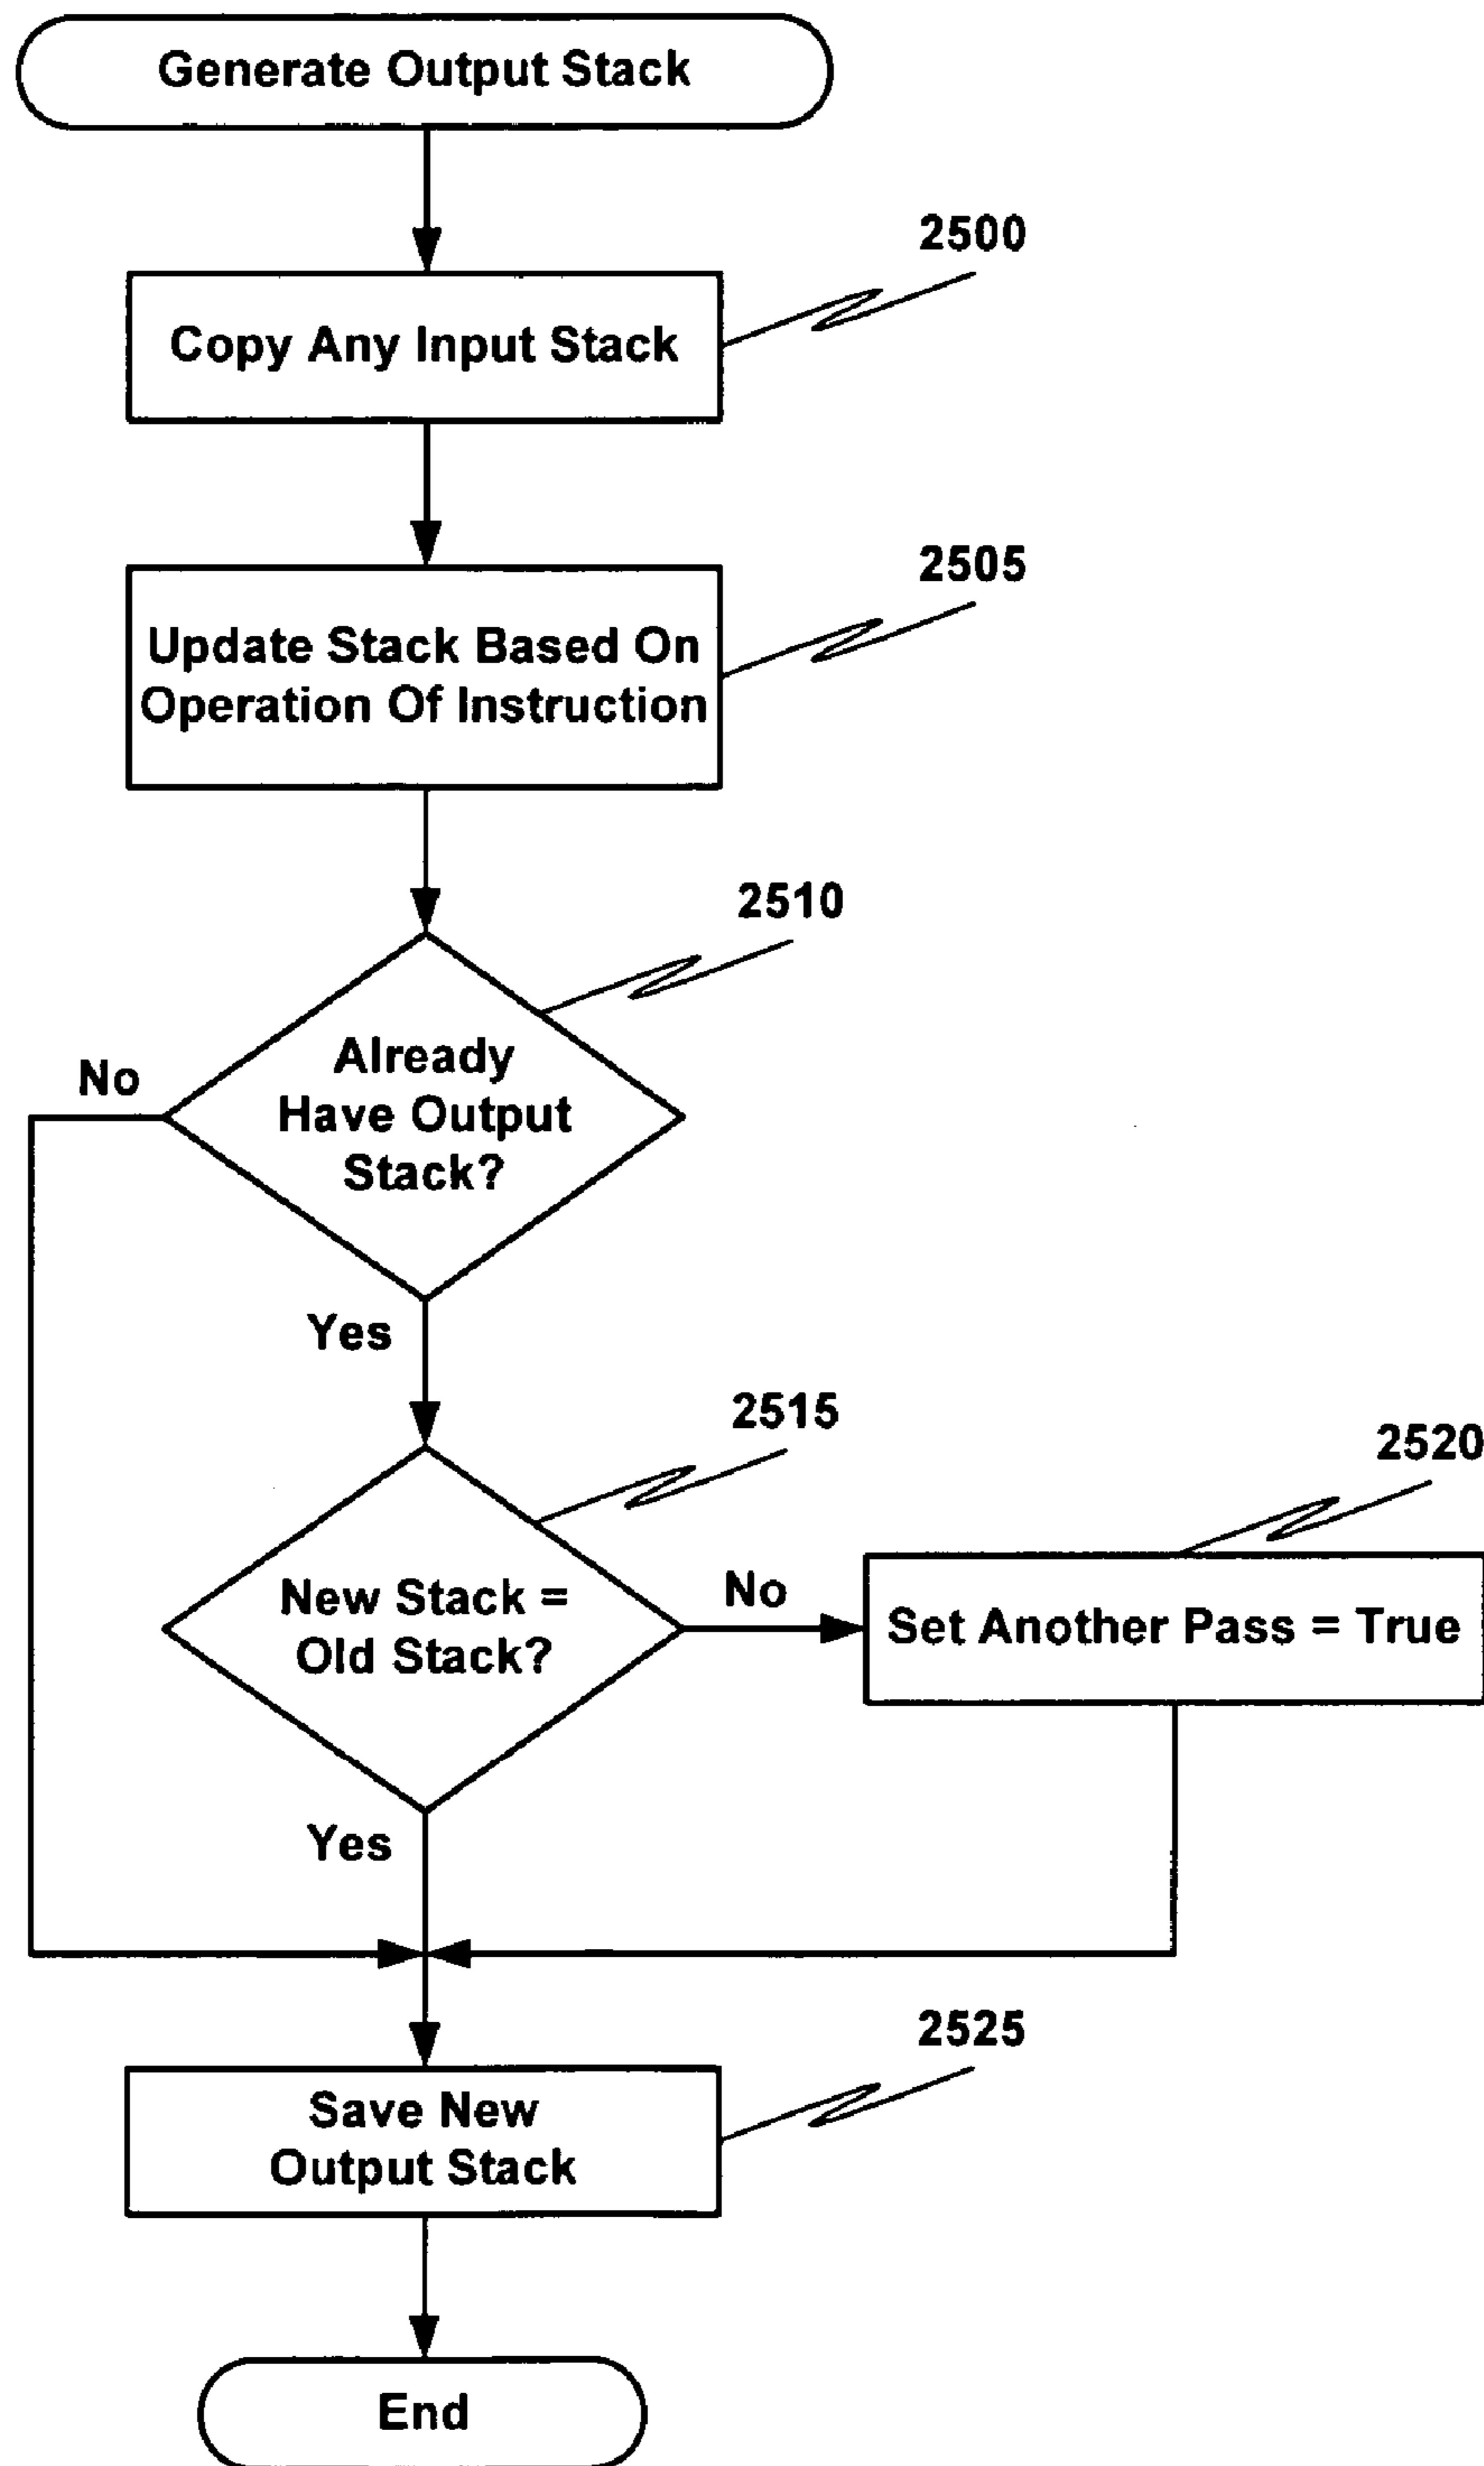 Generate Output Stack
2500
Copy Any Input Stack
2505
Update Stack Based On
Operation Of Instruction
2510
Already
Have Output
Stack?
No
Yes
2515
2520
New Stack =
Old Stack?
No
Set Another Pass = True
Yes
2525
Save New
Output Stack
End